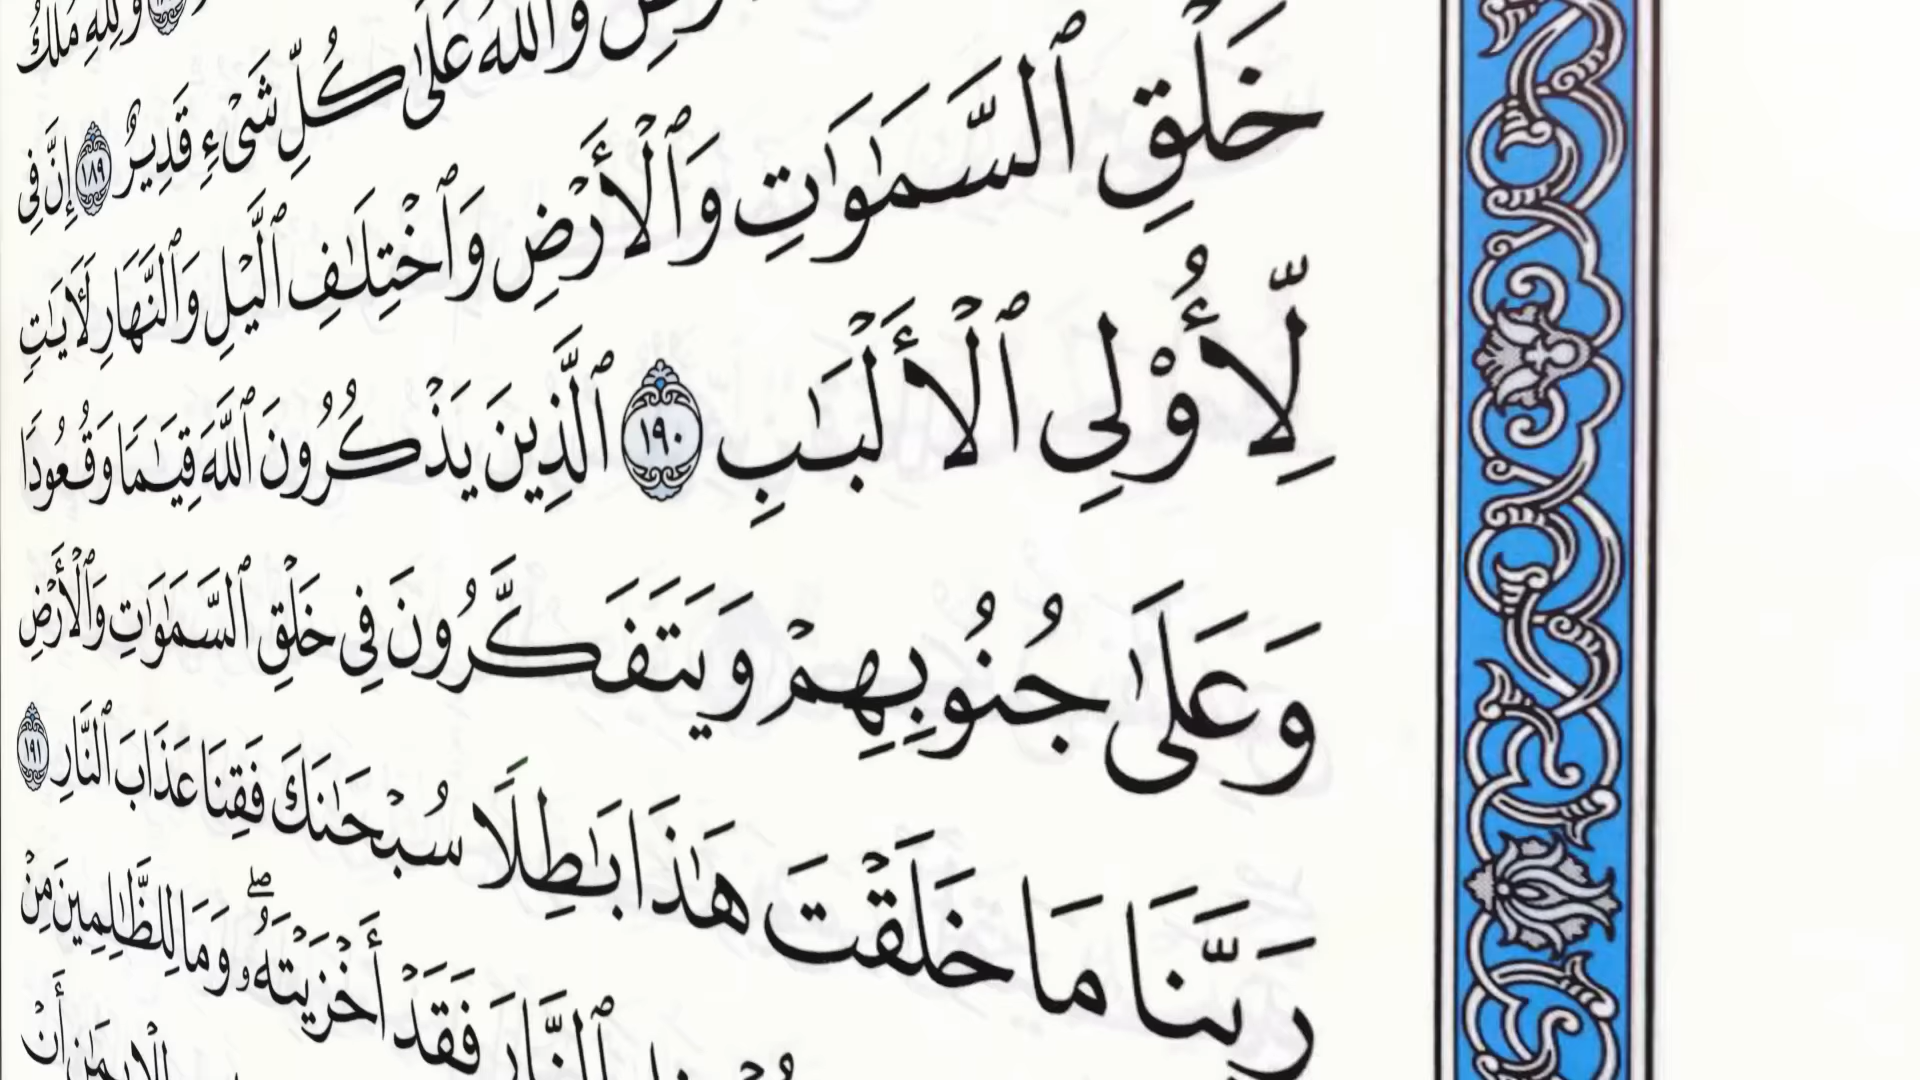 وَلِلَّهِ مُلْكُ
وَٱللَّهُ عَلَىٰ كُلِّ شَىْءٍ قَدِيرٌ ١٨٩ إِنَّ فِى
خَلْقِ ٱلسَّمَٰوَٰتِ وَٱلْأَرْضِ وَٱخْتِلَٰفِ ٱلَّيْلِ وَٱلنَّهَارِ لَءَايَٰتٍ
لِّأُو۟لِى ٱلْأَلْبَٰبِ ١٩٠ ٱلَّذِينَ يَذْكُرُونَ ٱللَّهَ قِيَٰمًا وَقُعُودًا
وَعَلَىٰ جُنُوبِهِمْ وَيَتَفَكَّرُونَ فِى خَلْقِ ٱلسَّمَٰوَٰتِ وَٱلْأَرْضِ
رَبَّنَا مَا خَلَقْتَ هَٰذَا بَٰطِلًا سُبْحَٰنَكَ فَقِنَا عَذَابَ ٱلنَّارِ ١٩١
ٱلنَّارَ فَقَدْ أَخْزَيْتَهُۥ ۖ وَمَا لِلظَّٰلِمِينَ مِنْ
أَنْ